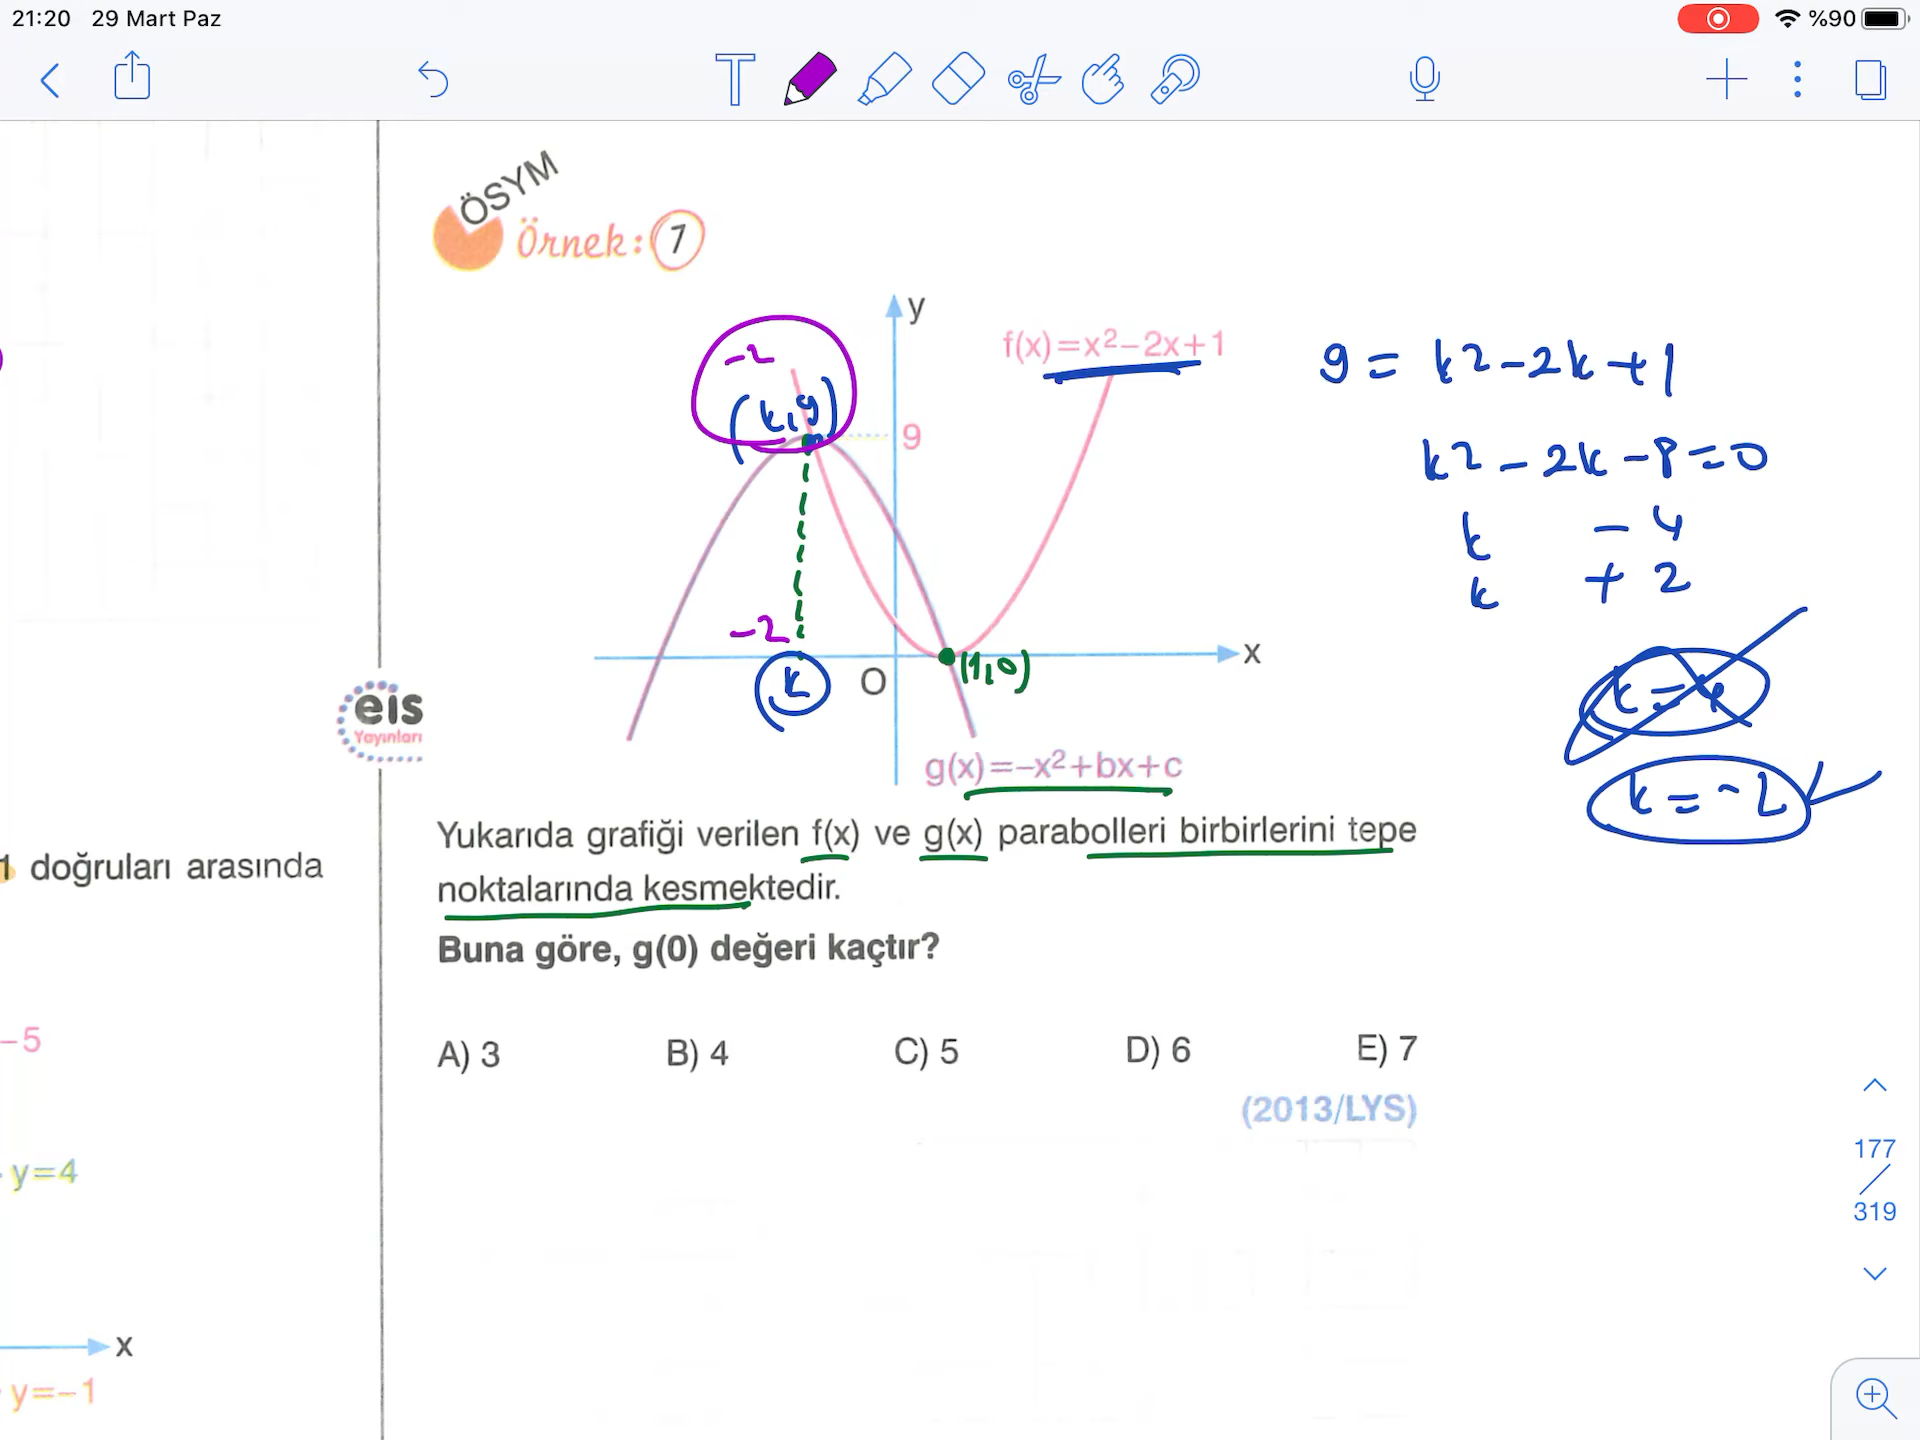 21:20 29 Mart Paz
%90
T
ÖSYM
Örnek: 7
y
f(x)=x²-2x+1
-2
(k,9)
9
-2
k
O
(1,0)
x
g(x)=-x²+bx+c
9 = k2-2k+1
k2-2k-8=0
k -4
k +2
k=4
k=-2
eis
Yayınları
Yukarıda grafiği verilen f(x) ve g(x) parabolleri birbirlerini tepe
noktalarında kesmektedir.
Buna göre, g(0) değeri kaçtır?
A) 3 B) 4 C) 5 D) 6 E) 7
(2013/LYS)
1 doğruları arasında
-5
y=4
x
y=-1
177
/
319